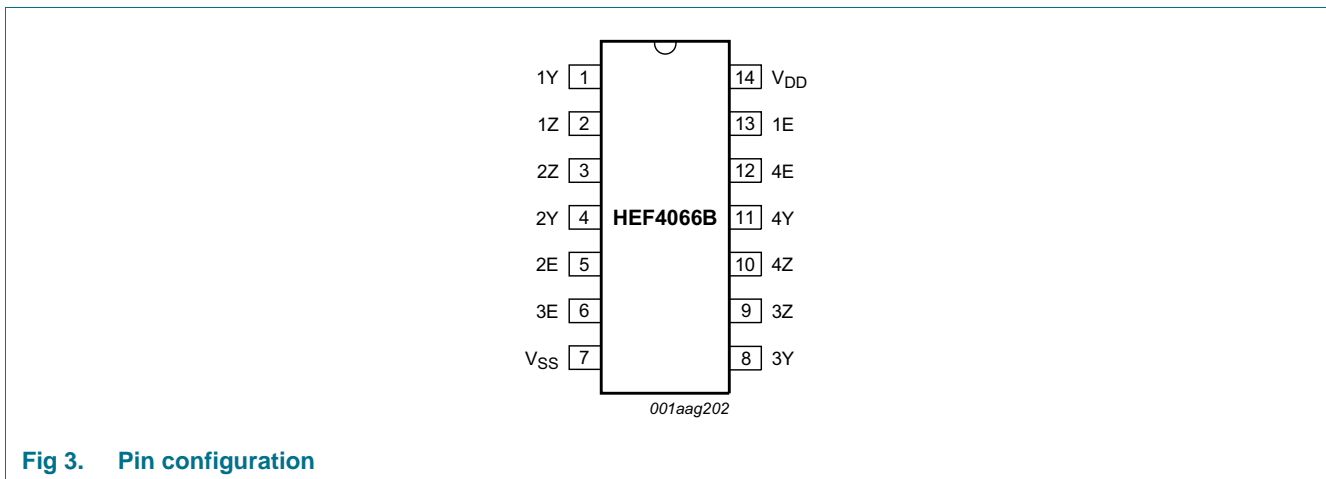 1Y 1 14 VDD
1Z 2 13 1E
2Z 3 12 4E
2Y 4 HEF4066B 11 4Y
2E 5 10 4Z
3E 6 9 3Z
VSS 7 8 3Y
001aag202
Fig 3. Pin configuration